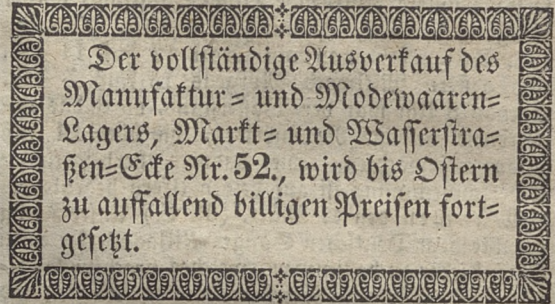 Der vollständige Ausverkauf des
Manufaktur- und Modewaaren-
Lagers, Markt- und Wasserstra-
ßen-Ecke Nr. 52., wird bis Ostern
zu auffallend billigen Preisen fort-
gesetzt.